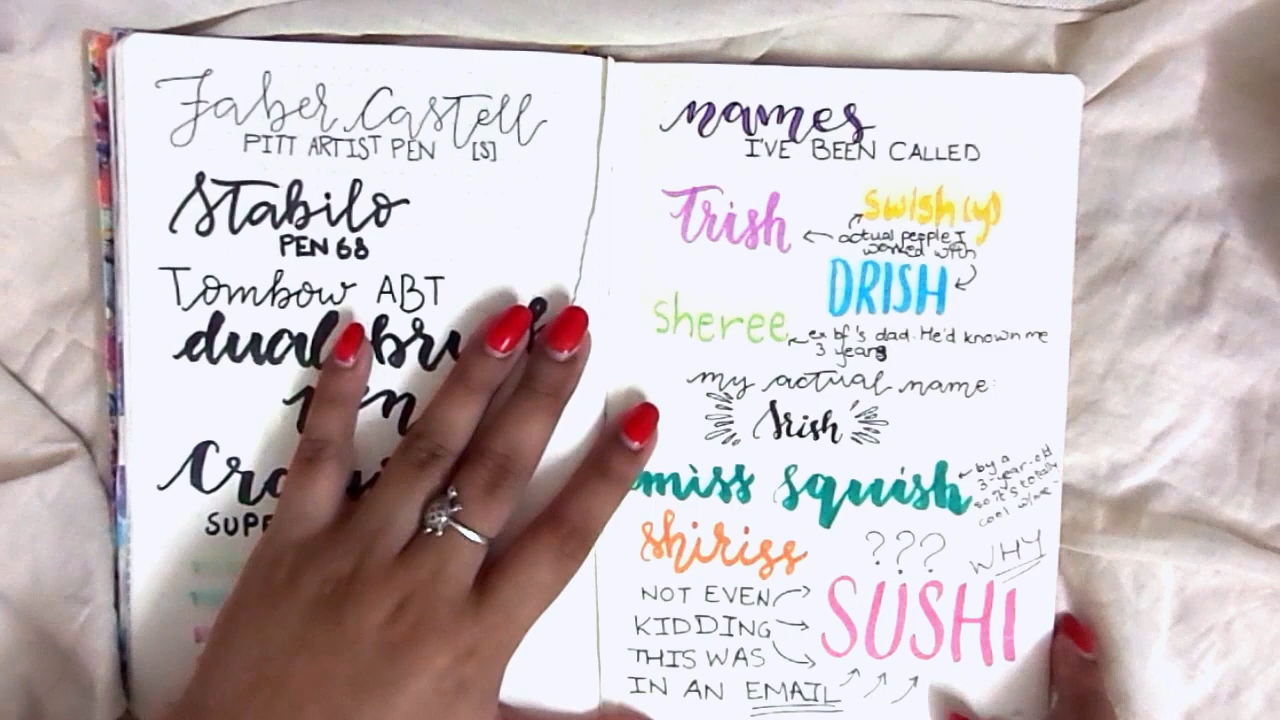 Faber Castell
PITT ARTIST PEN [S]
Stabilo
PEN 68
Tombow ABT
dual
names
I'VE BEEN CALLED
Trish
swish(y)
actual people I
worked with
DRISH
sheree
ex bf's dad. He'd known me
3 years
my actual name:
Srish
miss squish
by a
3-year-old
so it's totally
cool w/me
shiriss
???
WHY
NOT EVEN
KIDDING
THIS WAS
IN AN EMAIL
SUSHI